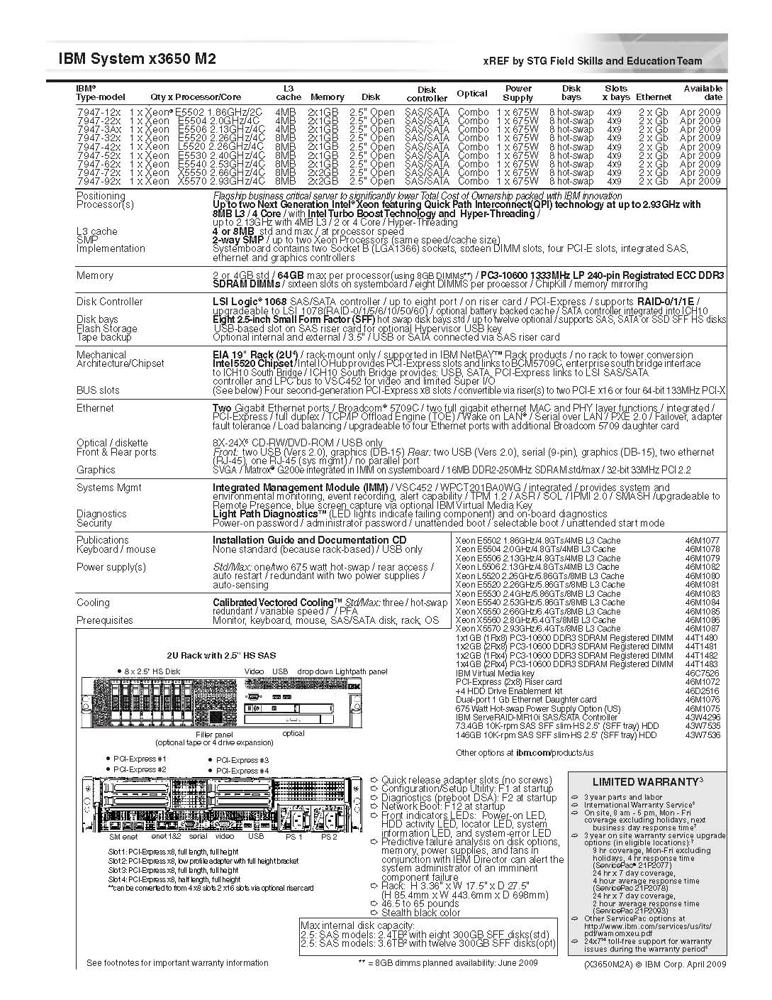 IBM System x3650 M2
xREF by STG Field Skills and Education Team
IBM® Type-model Qty x Processor/Core L3 cache Memory Disk Disk controller Optical Power Supply Disk bays Slots x bays Ethernet Available date
7947-12x 1 x Xeon® E5502 1.86GHz/2C 4MB 2x1GB 2.5" Open SAS/SATA Combo 1 x 675W 8 hot-swap 4x9 2 x Gb Apr 2009
7947-22x 1 x Xeon E5504 2.0GHz/4C 4MB 2x1GB 2.5" Open SAS/SATA Combo 1 x 675W 8 hot-swap 4x9 2 x Gb Apr 2009
7947-3Ax 1 x Xeon E5506 2.13GHz/4C 4MB 2x1GB 2.5" Open SAS/SATA Combo 1 x 675W 8 hot-swap 4x9 2 x Gb Apr 2009
7947-32x 1 x Xeon E5520 2.26GHz/4C 8MB 2x1GB 2.5" Open SAS/SATA Combo 1 x 675W 8 hot-swap 4x9 2 x Gb Apr 2009
7947-42x 1 x Xeon L5520 2.26GHz/4C 8MB 2x1GB 2.5" Open SAS/SATA Combo 1 x 675W 8 hot-swap 4x9 2 x Gb Apr 2009
7947-52x 1 x Xeon E5530 2.40GHz/4C 8MB 2x1GB 2.5" Open SAS/SATA Combo 1 x 675W 8 hot-swap 4x9 2 x Gb Apr 2009
7947-62x 1 x Xeon E5540 2.53GHz/4C 8MB 2x1GB 2.5" Open SAS/SATA Combo 1 x 675W 8 hot-swap 4x9 2 x Gb Apr 2009
7947-72x 1 x Xeon X5550 2.66GHz/4C 8MB 2x2GB 2.5" Open SAS/SATA Combo 1 x 675W 8 hot-swap 4x9 2 x Gb Apr 2009
7947-92x 1 x Xeon X5570 2.93GHz/4C 8MB 2x2GB 2.5" Open SAS/SATA Combo 1 x 675W 8 hot-swap 4x9 2 x Gb Apr 2009
Positioning Flagship business critical server to significantly lower Total Cost of Ownership packed with IBM innovation
Processor(s) Up to two Next Generation Intel® Xeon featuring Quick Path Interconnect(QPI) technology at up to 2.93GHz with
8MB L3 / 4 Core / with Intel Turbo Boost Technology and Hyper-Threading /
up to 2.13GHz with 4MB L3 / 2 or 4 Core / Hyper-Threading
L3 cache 4 or 8MB std and max / at processor speed
SMP 2-way SMP / up to two Xeon Processors (same speed/cache size)
Implementation Systemboard contains two Socket B (LGA1366) sockets, sixteen DIMM slots, four PCI-E slots, integrated SAS,
ethernet and graphics controllers
Memory 2 or 4GB std / 64GB max per processor(using 8GB DIMMs**) / PC3-10600 1333MHz LP 240-pin Registrated ECC DDR3
SDRAM DIMMs / sixteen slots on systemboard / eight DIMMS per processor / ChipKill / memory mirroring
Disk Controller LSI Logic® 1068 SAS/SATA controller / up to eight port / on riser card / PCI-Express / supports RAID-0/1/1E /
upgradeable to LSI 1078(RAID-0/1/5/6/10/50/60) / optional battery backed cache / SATA controller integrated into ICH10
Disk bays Eight 2.5-inch Small Form Factor (SFF) hot swap disk bays std / up to twelve optional / supports SAS, SATA or SSD SFF HS disks
Flash Storage USB-based slot on SAS riser card for optional Hypervisor USB key
Tape backup Optional internal and external / 3.5" / USB or SATA connected via SAS riser card
Mechanical EIA 19" Rack (2U⁴) / rack-mount only / supported in IBM NetBAY™ Rack products / no rack to tower conversion
Architecture/Chipset Intel 5520 Chipset / Intel IO Hub provides PCI-Express slots and links to BCM5709C, enterprise south bridge interface
to ICH10 South Bridge / ICH10 South Bridge provides: USB, SATA, PCI-Express links to LSI SAS/SATA
controller and LPC bus to VSC452 for video and limited Super I/O
BUS slots (See below) Four second-generation PCI-Express x8 slots / convertible via riser(s) to two PCI-E x16 or four 64-bit 133MHz PCI-X
Ethernet Two Gigabit Ethernet ports / Broadcom® 5709C / two full gigabit ethernet MAC and PHY layer functions / integrated /
PCI-Express / full duplex / TCP/IP Offload Engine (TOE) / Wake on LAN® / Serial over LAN / PXE 2.0 / Failover, adapter
fault tolerance / Load balancing / upgradeable to four Ethernet ports with additional Broadcom 5709 daughter card
Optical / diskette 8X-24X⁶ CD-RW/DVD-ROM / USB only
Front & Rear ports Front: two USB (Vers 2.0), graphics (DB-15) Rear: two USB (Vers 2.0), serial (9-pin), graphics (DB-15), two ethernet
(RJ-45), one RJ-45 (sys mgmt) / no parallel port
Graphics SVGA / Matrox® G200e integrated in IMM on systemboard / 16MB DDR2-250MHz SDRAM std/max / 32-bit 33MHz PCI 2.2
Systems Mgmt Integrated Management Module (IMM) / VSC452 / WPCT201BA0WG / integrated / provides system and
environmental monitoring, event recording, alert capability / TPM 1.2 / ASR / SOL / IPMI 2.0 / SMASH /upgradeable to
Remote Presence, blue screen capture via optional IBM Virtual Media Key
Diagnostics Light Path Diagnostics™ (LED lights indicate failing component) and on-board diagnostics
Security Power-on password / administrator password / unattended boot / selectable boot / unattended start mode
Publications Installation Guide and Documentation CD
Keyboard / mouse None standard (because rack-based) / USB only
Power supply(s) Std/Max: one/two 675 watt hot-swap / rear access /
auto restart / redundant with two power supplies /
auto-sensing
Cooling Calibrated Vectored Cooling™ Std/Max: three / hot-swap
redundant / variable speed / / PFA
Prerequisites Monitor, keyboard, mouse, SAS/SATA disk, rack, OS
Xeon E5502 1.86GHz/4.8GTs/4MB L3 Cache 46M1077
Xeon E5504 2.0GHz/4.8GTs/4MB L3 Cache 46M1078
Xeon E5506 2.13GHz/4.8GTs/4MB L3 Cache 46M1079
Xeon L5506 2.13GHz/4.8GTs/4MB L3 Cache 46M1082
Xeon L5520 2.26GHz/5.86GTs/8MB L3 Cache 46M1080
Xeon E5520 2.26GHz/5.86GTs/8MB L3 Cache 46M1081
Xeon E5530 2.4GHz/5.86GTs/8MB L3 Cache 46M1083
Xeon E5540 2.53GHz/5.86GTs/8MB L3 Cache 46M1084
Xeon X5550 2.66GHz/6.4GTs/8MB L3 Cache 46M1085
Xeon X5560 2.8GHz/6.4GTs/8MB L3 Cache 46M1086
Xeon X5570 2.93GHz/6.4GTs/8MB L3 Cache 46M1087
1x1GB (1Rx8) PC3-10600 DDR3 SDRAM Registered DIMM 44T1480
1x2GB (2Rx8) PC3-10600 DDR3 SDRAM Registered DIMM 44T1481
1x2GB (1Rx4) PC3-10600 DDR3 SDRAM Registered DIMM 44T1482
1x4GB (2Rx4) PC3-10600 DDR3 SDRAM Registered DIMM 44T1483
IBM Virtual Media key 46C7526
PCI-Express (2x8) Riser card 46M1072
+4 HDD Drive Enablement kit 46D2516
Dual-port 1 Gb Ethernet Daughter card 46M1076
675 Watt Hot-swap Power Supply Option (US) 46M1075
IBM ServeRAID-MR10i SAS/SATA Controller 43W4296
73.4GB 10K-rpm SAS SFF slim-HS 2.5" (SFF tray) HDD 43W7535
146GB 10K-rpm SAS SFF slim-HS 2.5" (SFF tray) HDD 43W7536
Other options at ibm.com/products/us
2U Rack with 2.5" HS SAS
• 8 x 2.5" HS Disk Video USB drop down Lightpath panel
IBM
Filler panel
(optional tape or 4 drive expansion)
optical
• PCI-Express #1 • PCI-Express #3
• PCI-Express #2 • PCI-Express #4
SM enet enet 1&2 serial video USB PS 1 PS 2
Slot 1: PCI-Express x8, full length, full height
Slot 2: PCI-Express x8, low profile adapter with full height bracket
Slot 3: PCI-Express x8, full length, full height
Slot 4: PCI-Express x8, half length, full height
**can be converted to from 4 x8 slots 2 x16 slots via optional riser card
⇨ Quick release adapter slots (no screws)
⇨ Configuration/Setup Utility: F1 at startup
⇨ Diagnostics (preboot DSA): F2 at startup
⇨ Network Boot: F12 at startup
⇨ Front indicators LEDs: Power-on LED,
HDD activity LED, locator LED, system
information LED, and system-error LED
⇨ Predictive failure analysis on disk options,
memory, power supplies, and fans in
conjunction with IBM Director can alert the
system administrator of an imminent
component failure
⇨ Rack: H 3.36" x W 17.5" x D 27.5"
(H 85.4mm x W 443.6mm x D 698mm)
⇨ 46.5 to 65 pounds
⇨ Stealth black color
Max internal disk capacity:
2.5: SAS models: 2.4TB² with eight 300GB SFF disks(std)
2.5: SAS models: 3.6TB² with twelve 300GB SFF disks(opt)
LIMITED WARRANTY³
⇨ 3 year parts and labor
⇨ International Warranty Service⁸
⇨ On site, 8 am - 5 pm, Mon - Fri
coverage excluding holidays, next
business day response time⁷
⇨ 3 year on site warranty service upgrade
options (in eligible locations):⁷
9 hr coverage, Mon-Fri excluding
holidays, 4 hr response time
(ServicePac® 21P2077)
24 hr x 7 day coverage,
4 hour average response time
(ServicePac 21P2078)
24 hr x 7 day coverage,
2 hour average response time
(ServicePac 21P2093)
⇨ Other ServicePac options at
http://www.ibm.com/services/us/its/
pdf/wamomxeu.pdf
⇨ 24x7¹⁴ toll-free support for warranty
issues during the warranty period⁸
See footnotes for important warranty information
** = 8GB dimms planned availability: June 2009
(X3650M2A) © IBM Corp. April 2009